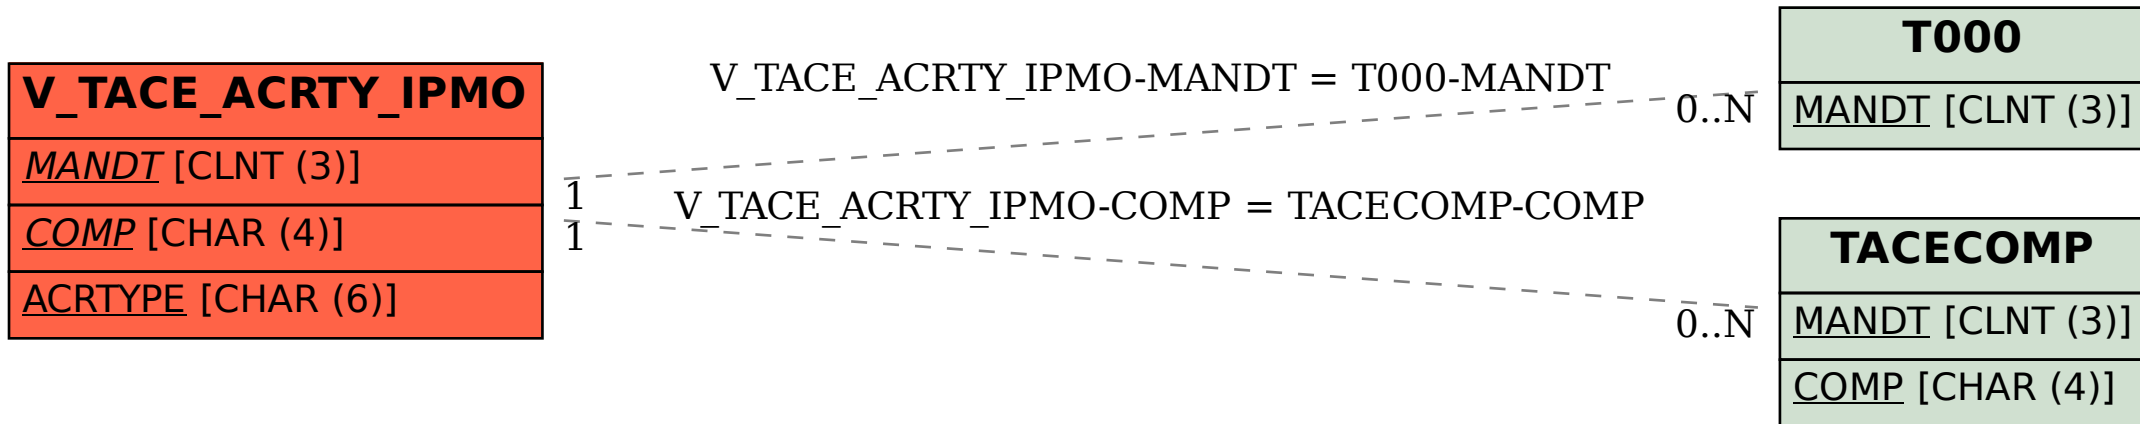 V_TACE_ACRTY_IPMO
MANDT [CLNT (3)]
COMP [CHAR (4)]
ACRTYPE [CHAR (6)]
V_TACE_ACRTY_IPMO-MANDT = T000-MANDT
1
0..N
V_TACE_ACRTY_IPMO-COMP = TACECOMP-COMP
1
0..N
T000
MANDT [CLNT (3)]
TACECOMP
MANDT [CLNT (3)]
COMP [CHAR (4)]